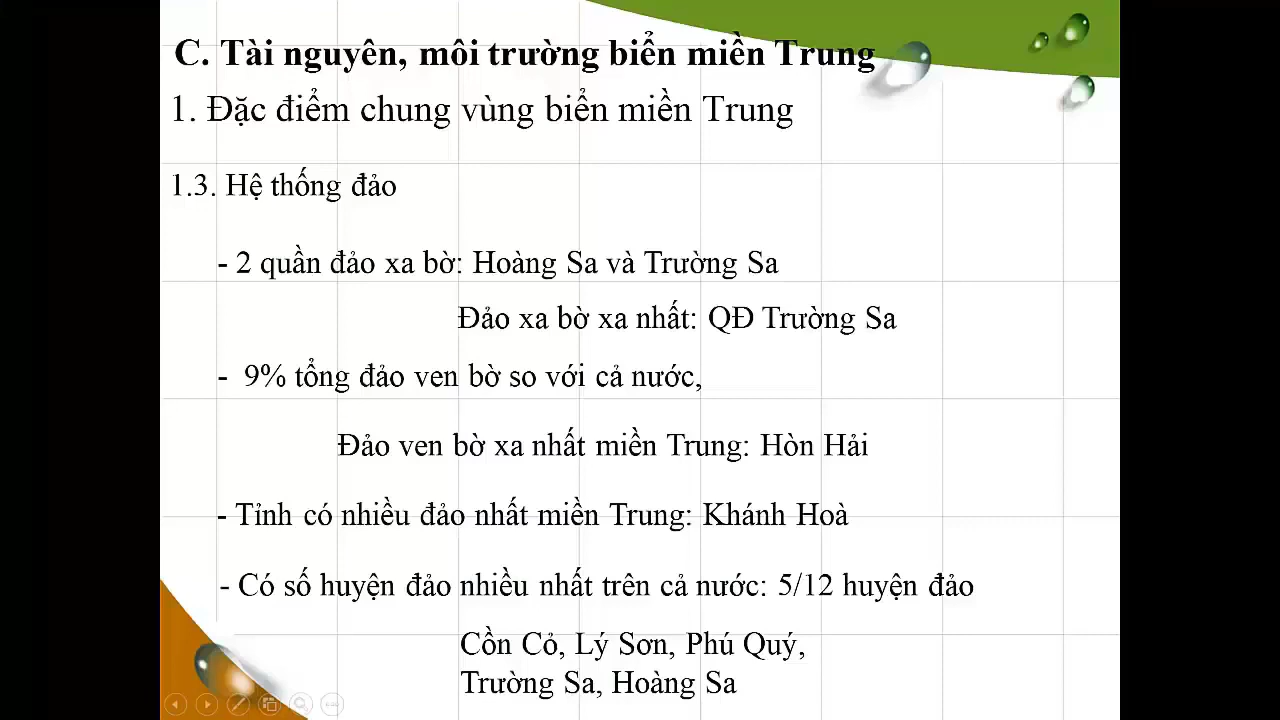 C. Tài nguyên, môi trường biển miền Trung
1. Đặc điểm chung vùng biển miền Trung
1.3. Hệ thống đảo
- 2 quần đảo xa bờ: Hoàng Sa và Trường Sa
Đảo xa bờ xa nhất: QĐ Trường Sa
- 9% tổng đảo ven bờ so với cả nước,
Đảo ven bờ xa nhất miền Trung: Hòn Hải
- Tỉnh có nhiều đảo nhất miền Trung: Khánh Hoà
- Có số huyện đảo nhiều nhất trên cả nước: 5/12 huyện đảo
Cồn Cỏ, Lý Sơn, Phú Quý,
Trường Sa, Hoàng Sa